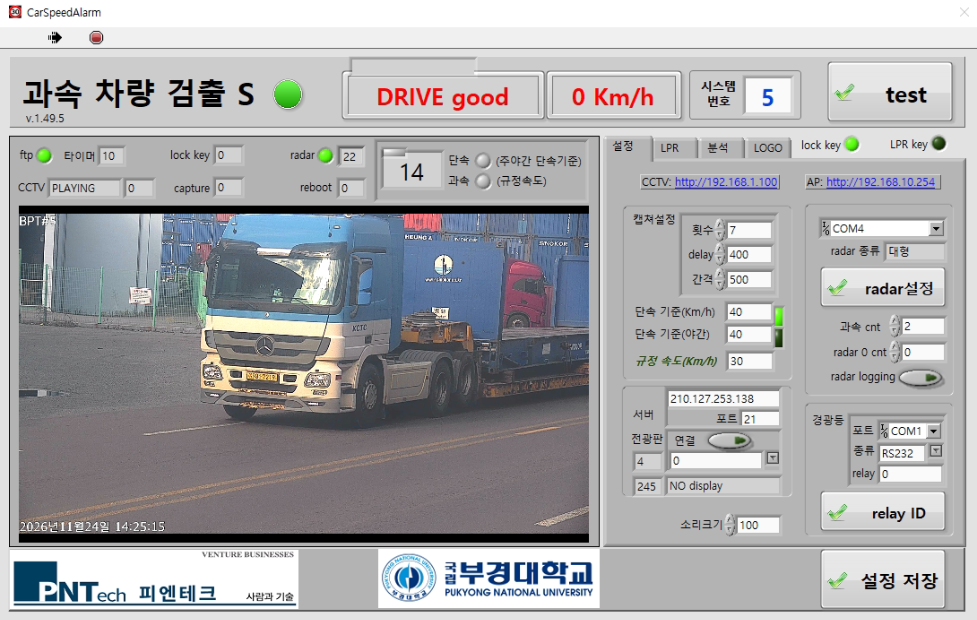 CarSpeedAlarm
과속 차량 검출 S
v.1.49.5
DRIVE good
0 Km/h
시스템 번호
5
test
ftp
타이머 10
lock key 0
radar 22
CCTV PLAYING 0
capture 0
reboot 0
14
단속 (주야간 단속기준)
과속 (규정속도)
설정
LPR
분석
LOGO
lock key
LPR key
CCTV: http://192.168.1.100
AP: http://192.168.10.254
캡쳐설정
횟수 7
delay 400
간격 500
단속 기준(Km/h) 40
단속 기준(야간) 40
규정 속도(Km/h) 30
COM4
radar 종류 대형
radar설정
과속 cnt 2
radar 0 cnt 0
radar logging
서버
210.127.253.138
포트 21
전광판
연결
4
0
245
NO display
소리크기 100
경광등
포트 COM1
종류 RS232
relay 0
relay ID
설정 저장
BPT#5
HEUNG A
SINOKOR
KCTC
2026년11월24일 14:25:15
VENTURE BUSINESSES
PNTech 피엔테크
사람과 기술
국립부경대학교
PUKYONG NATIONAL UNIVERSITY